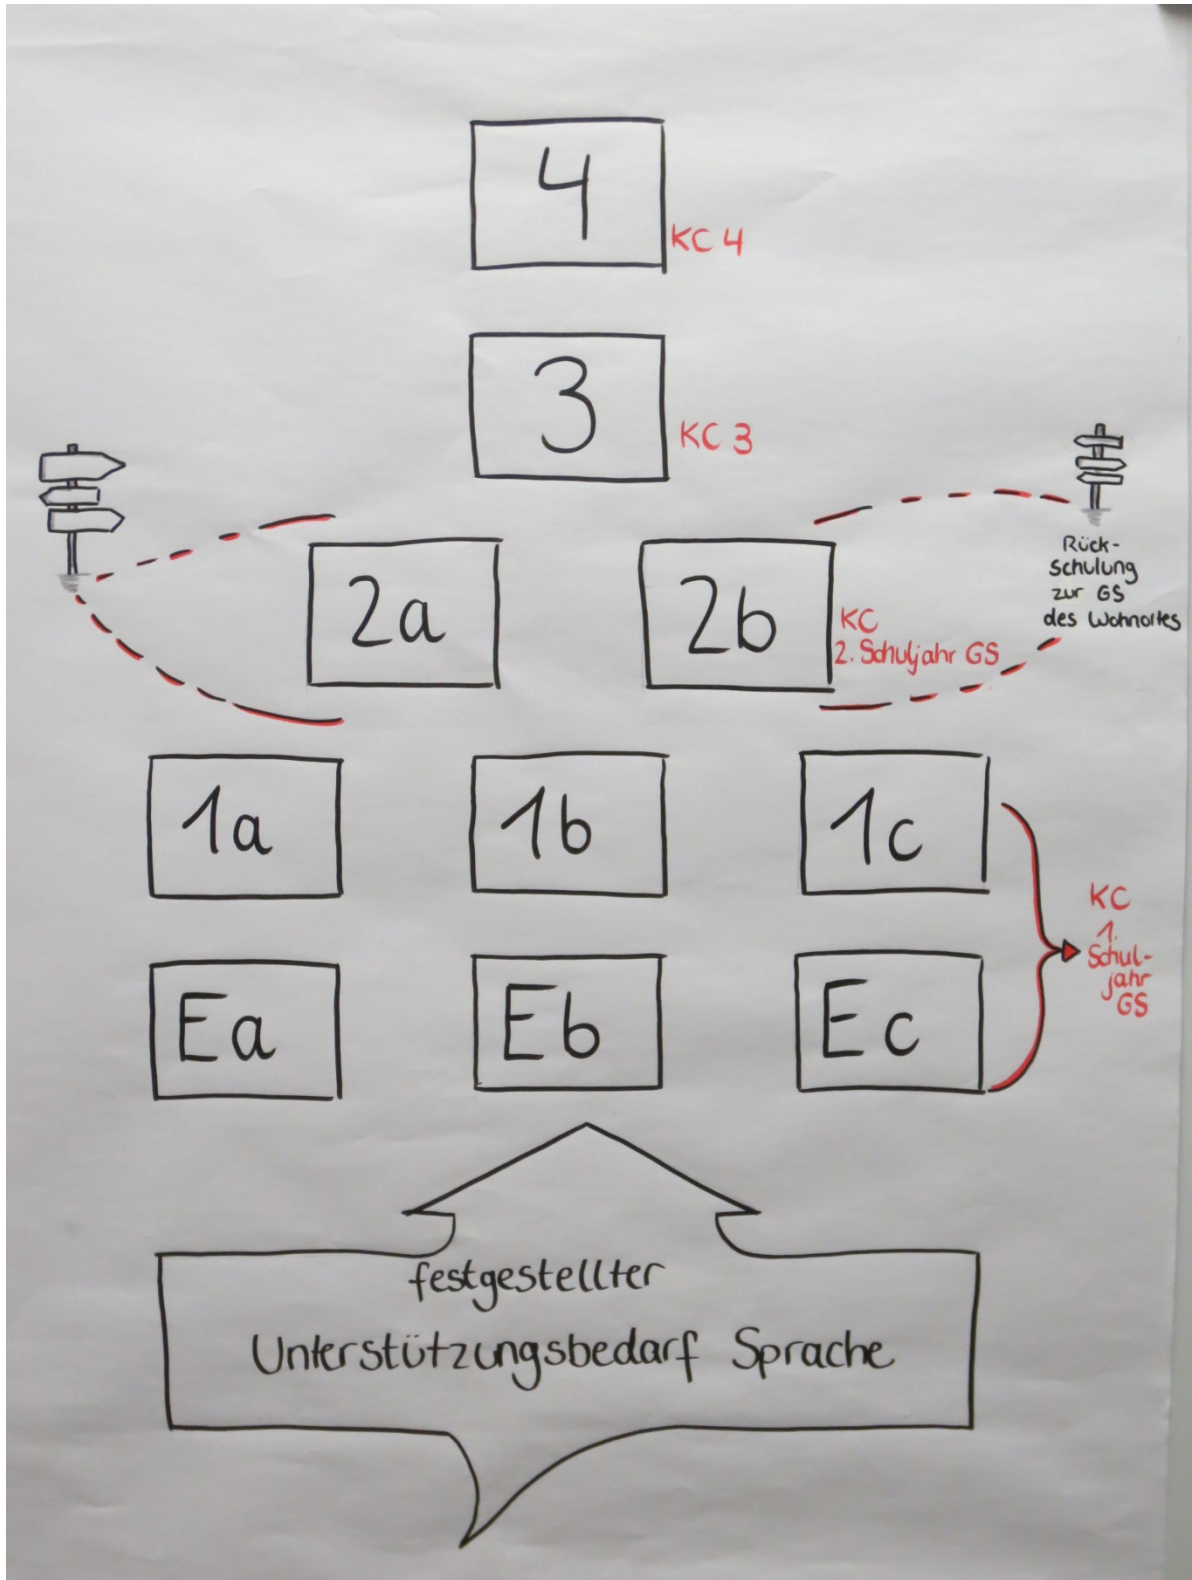 4
KC 4
3
KC 3
2a
2b
KC
2. Schuljahr GS
Rück-
schulung
zur GS
des Wohnortes
1a
1b
1c
Ea
Eb
Ec
KC
1.
Schul-
jahr
GS
festgestellter
Unterstützungsbedarf Sprache